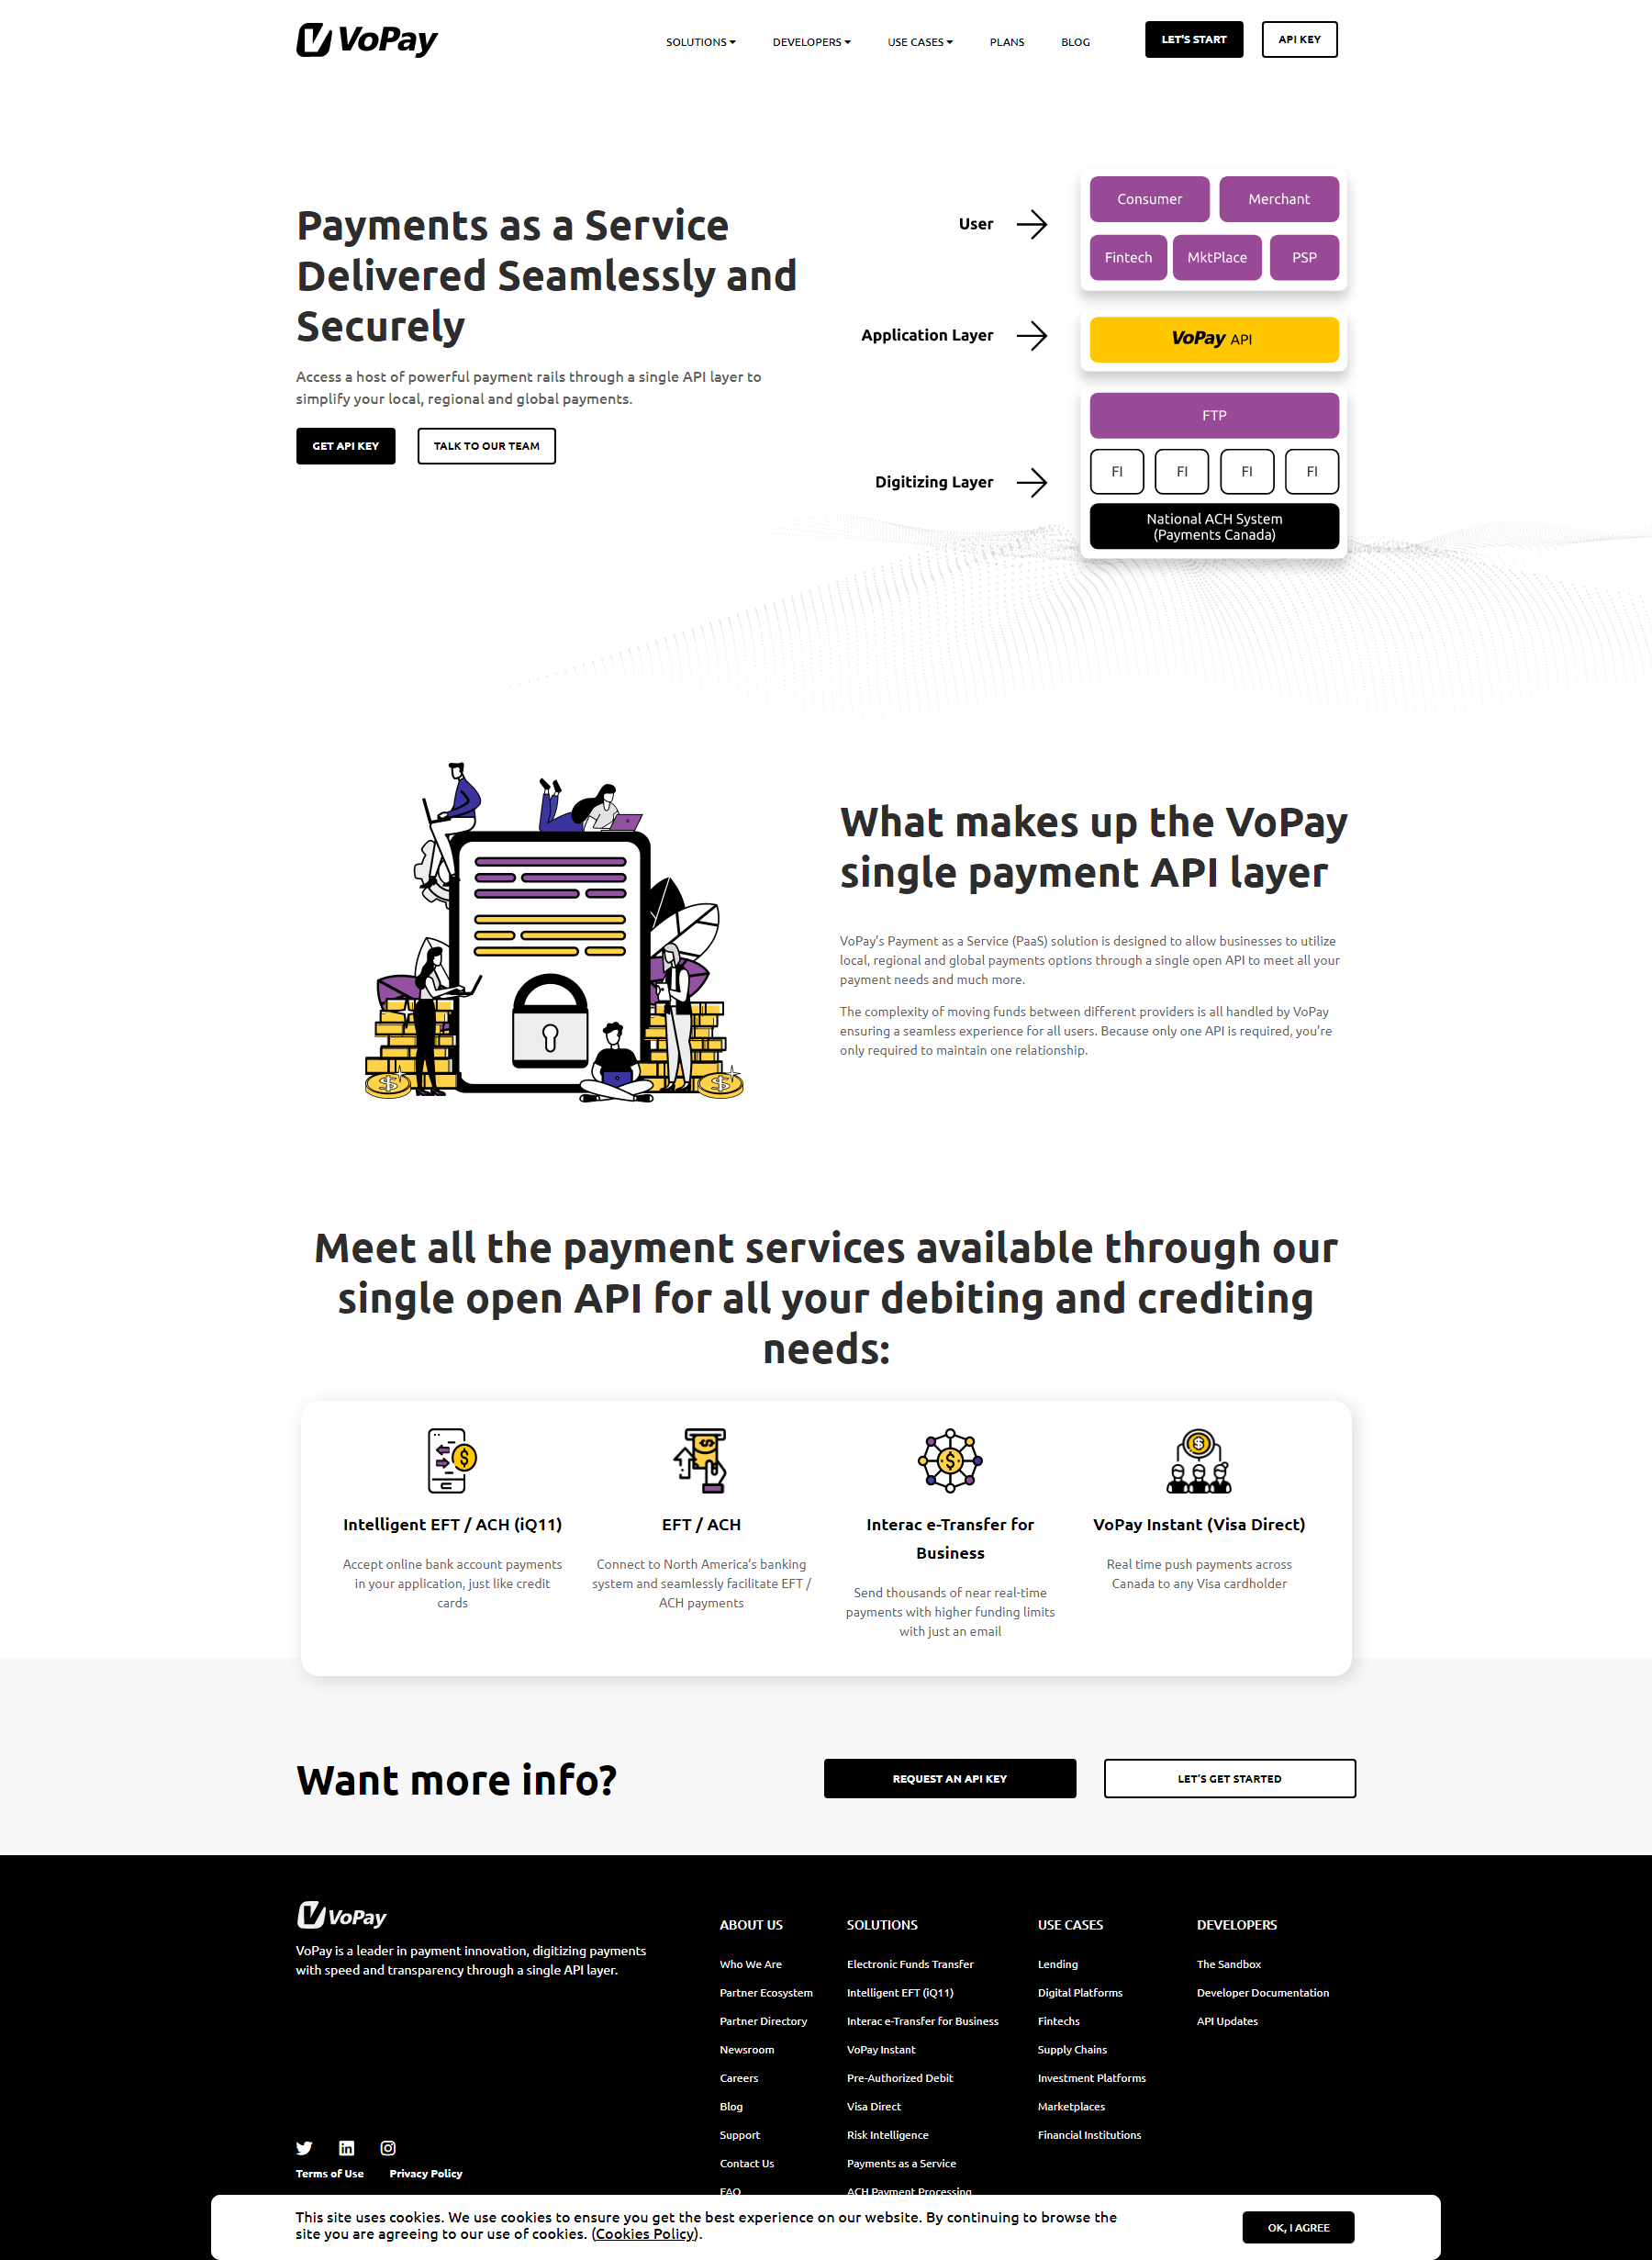 VoPay
SOLUTIONS
DEVELOPERS
USE CASES
PLANS
BLOG
LET'S START
API KEY
Payments as a Service
Delivered Seamlessly and
Securely
Access a host of powerful payment rails through a single API layer to
simplify your local, regional and global payments.
GET API KEY
TALK TO OUR TEAM
User
Consumer
Merchant
Fintech
MktPlace
PSP
Application Layer
VoPay API
Digitizing Layer
FTP
FI
FI
FI
FI
National ACH System
(Payments Canada)
What makes up the VoPay
single payment API layer
VoPay's Payment as a Service (PaaS) solution is designed to allow businesses to utilize
local, regional and global payments options through a single open API to meet all your
payment needs and much more.
The complexity of moving funds between different providers is all handled by VoPay
ensuring a seamless experience for all users. Because only one API is required, you're
only required to maintain one relationship.
Meet all the payment services available through our
single open API for all your debiting and crediting
needs:
Intelligent EFT / ACH (iQ11)
Accept online bank account payments
in your application, just like credit
cards
EFT / ACH
Connect to North America's banking
system and seamlessly facilitate EFT /
ACH payments
Interac e-Transfer for
Business
Send thousands of near real-time
payments with higher funding limits
with just an email
VoPay Instant (Visa Direct)
Real time push payments across
Canada to any Visa cardholder
Want more info?
REQUEST AN API KEY
LET'S GET STARTED
VoPay
VoPay is a leader in payment innovation, digitizing payments
with speed and transparency through a single API layer.
Terms of Use
Privacy Policy
ABOUT US
Who We Are
Partner Ecosystem
Partner Directory
Newsroom
Careers
Blog
Support
Contact Us
FAQ
SOLUTIONS
Electronic Funds Transfer
Intelligent EFT (iQ11)
Interac e-Transfer for Business
VoPay Instant
Pre-Authorized Debit
Visa Direct
Risk Intelligence
Payments as a Service
ACH Payment Processing
USE CASES
Lending
Digital Platforms
Fintechs
Supply Chains
Investment Platforms
Marketplaces
Financial Institutions
DEVELOPERS
The Sandbox
Developer Documentation
API Updates
This site uses cookies. We use cookies to ensure you get the best experience on our website. By continuing to browse the
site you are agreeing to our use of cookies. (Cookies Policy).
OK, I AGREE